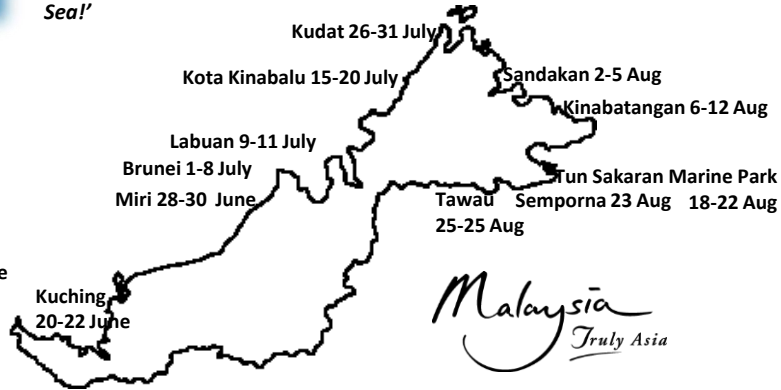 Sea!’
Kudat 26-31 July
Kota Kinabalu 15-20 July
Sandakan 2-5 Aug
Kinabatangan 6-12 Aug
Labuan 9-11 July
Brunei 1-8 July
Miri 28-30 June
Tun Sakaran Marine Park
18-22 Aug
Tawau
25-25 Aug
Semporna 23 Aug
e
Kuching
20-22 June
Malaysia
Truly Asia